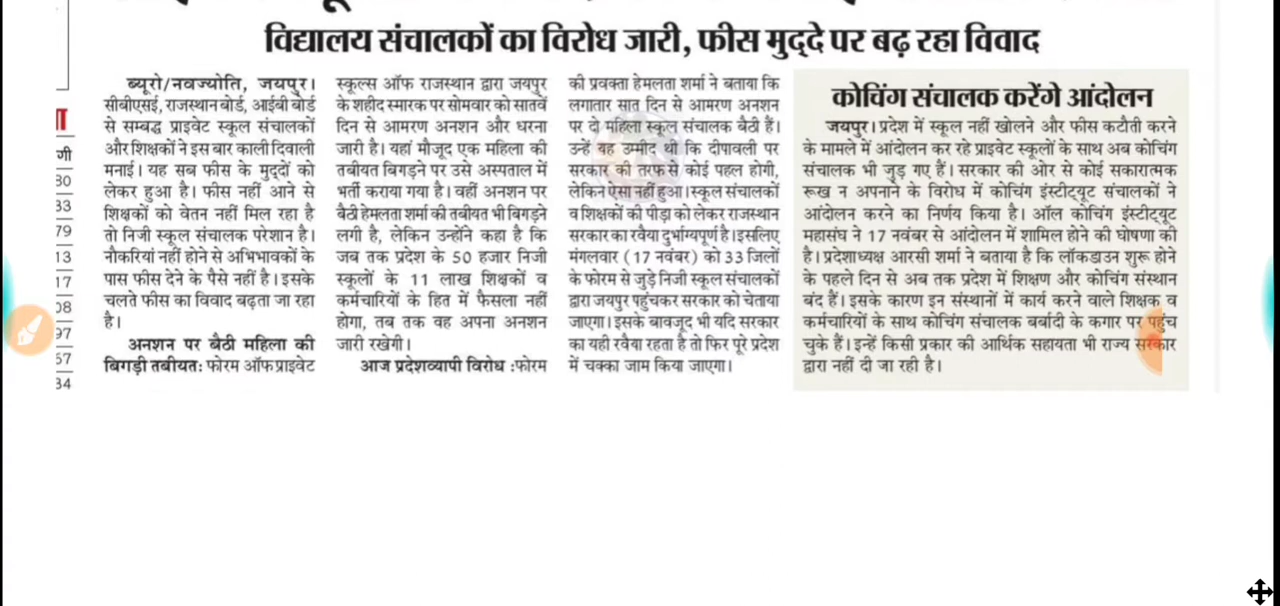 विद्यालय संचालकों का विरोध जारी, फीस मुद्दे पर बढ़ रहा विवाद
ब्यूरो/नवज्योति, जयपुर।
सीबीएसई, राजस्थान बोर्ड, आईबी बोर्ड
से सम्बद्ध प्राइवेट स्कूल संचालकों
और शिक्षकों ने इस बार काली दिवाली
मनाई। यह सब फीस के मुद्दों को
लेकर हुआ है। फीस नहीं आने से
शिक्षकों को वेतन नहीं मिल रहा है
तो निजी स्कूल संचालक परेशान है।
नौकरियां नहीं होने से अभिभावकों के
पास फीस देने के पैसे नहीं है। इसके
चलते फीस का विवाद बढ़ता जा रहा
है।
अनशन पर बैठी महिला की
बिगड़ी तबीयतः फोरम ऑफ प्राइवेट
स्कूल्स ऑफ राजस्थान द्वारा जयपुर
के शहीद स्मारक पर सोमवार को सातवें
दिन से आमरण अनशन और धरना
जारी है। यहां मौजूद एक महिला की
तबीयत बिगड़ने पर उसे अस्पताल में
भर्ती कराया गया है। वहीं अनशन पर
बैठी हेमलता शर्मा की तबीयत भी बिगड़ने
लगी है, लेकिन उन्होंने कहा है कि
जब तक प्रदेश के 50 हजार निजी
स्कूलों के 11 लाख शिक्षकों व
कर्मचारियों के हित में फैसला नहीं
होगा, तब तक वह अपना अनशन
जारी रखेगी।
आज प्रदेशव्यापी विरोध :फोरम
की प्रवक्ता हेमलता शर्मा ने बताया कि
लगातार सात दिन से आमरण अनशन
पर दो महिला स्कूल संचालक बैठी हैं।
उन्हें यह उम्मीद थी कि दीपावली पर
सरकार की तरफ से कोई पहल होगी,
लेकिन ऐसा नहीं हुआ। स्कूल संचालकों
व शिक्षकों की पीड़ा को लेकर राजस्थान
सरकार का रवैया दुर्भाग्यपूर्ण है। इसलिए
मंगलवार (17 नवंबर) को 33 जिलों
के फोरम से जुड़े निजी स्कूल संचालकों
द्वारा जयपुर पहुंचकर सरकार को चेताया
जाएगा। इसके बावजूद भी यदि सरकार
का यही रवैया रहता है तो फिर पूरे प्रदेश
में चक्का जाम किया जाएगा।
कोचिंग संचालक करेंगे आंदोलन
जयपुर। प्रदेश में स्कूल नहीं खोलने और फीस कटौती करने
के मामले में आंदोलन कर रहे प्राइवेट स्कूलों के साथ अब कोचिंग
संचालक भी जुड़ गए हैं। सरकार की ओर से कोई सकारात्मक
रूख न अपनाने के विरोध में कोचिंग इंस्टीट्यूट संचालकों ने
आंदोलन करने का निर्णय किया है। ऑल कोचिंग इंस्टीट्यूट
महासंघ ने 17 नवंबर से आंदोलन में शामिल होने की घोषणा की
है। प्रदेशाध्यक्ष आरसी शर्मा ने बताया है कि लॉकडाउन शुरू होने
के पहले दिन से अब तक प्रदेश में शिक्षण और कोचिंग संस्थान
बंद हैं। इसके कारण इन संस्थानों में कार्य करने वाले शिक्षक व
कर्मचारियों के साथ कोचिंग संचालक बर्बादी के कगार पर पहुंच
चुके हैं। इन्हें किसी प्रकार की आर्थिक सहायता भी राज्य सरकार
द्वारा नहीं दी जा रही है।
गी
30
33
79
13
17
08
97
57
34